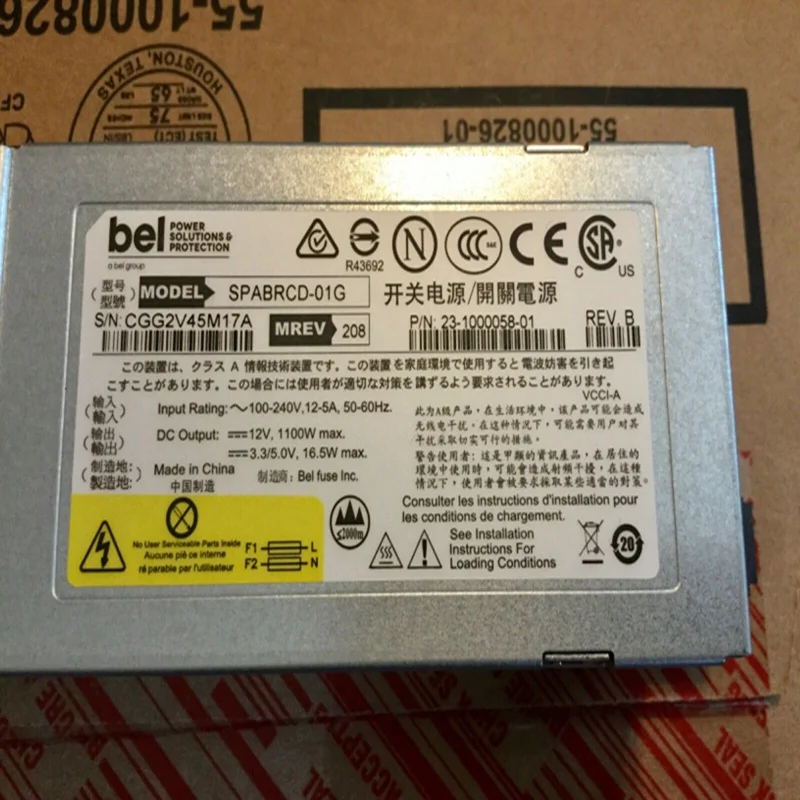 55-1000826
HOUSTON, TEXAS
65
75
TEST (ECT)
55-1000826-01
bel POWER SOLUTIONS & PROTECTION
a bel group
R43692
N
CCC
CE
C SA US
型号 MODEL SPABRCD-01G 开关电源/開關電源
型號
S/N: CGG2V45M17A MREV 208 P/N: 23-1000058-01 REV. B
この装置は、クラス A 情報技術装置です。この装置を家庭環境で使用すると電波妨害を引き起
こすことがあります。この場合には使用者が適切な対策を講ずるよう要求されることがあります。
VCCI-A
(输入) Input Rating: ~100-240V,12-5A, 50-60Hz.
(輸入)
(输出) DC Output: 12V, 1100W max.
(輸出) 3.3/5.0V, 16.5W max.
(制造地:) Made in China 制造商: Bel fuse Inc.
(製造地:) 中国制造
此为A级产品，在生活环境中，该产品可能会造成
无线电干扰。在这种情况下，可能需要用户对其
干扰采取切实可行的措施。
警告使用者：這是甲類的資訊產品，在居住的
環境中使用時，可能會造成射頻干擾，在這種
情況下，使用者會被要求採取某些適當的對策。
Consulter les instructions d'installation pour
les conditions de chargement.
No User Serviceable Parts Inside
Aucune piè ce interne
ré parable par l'utilisateur
F1 L
F2 N
≤2000m
See Installation
Instructions For
Loading Conditions
20